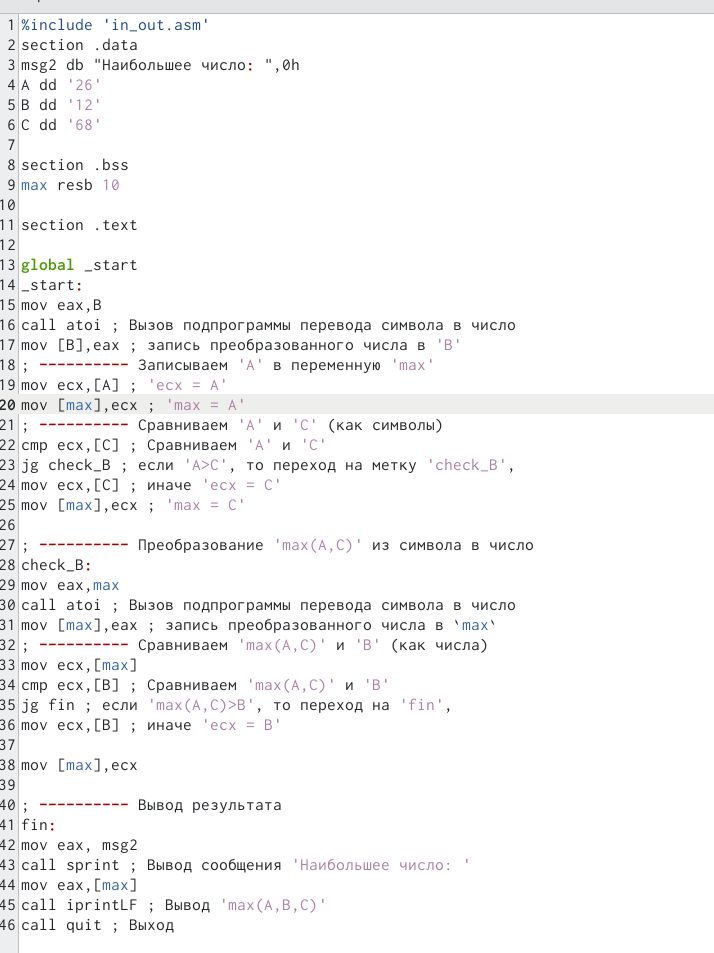 1 %include 'in_out.asm'
2 section .data
3 msg2 db "Наибольшее число: ",0h
4 A dd '26'
5 B dd '12'
6 C dd '68'
7
8 section .bss
9 max resb 10
10
11 section .text
12
13 global _start
14 _start:
15 mov eax,B
16 call atoi ; Вызов подпрограммы перевода символа в число
17 mov [B],eax ; запись преобразованного числа в 'B'
18 ; ---------- Записываем 'A' в переменную 'max'
19 mov ecx,[A] ; 'ecx = A'
20 mov [max],ecx ; 'max = A'
21 ; ---------- Сравниваем 'A' и 'C' (как символы)
22 cmp ecx,[C] ; Сравниваем 'A' и 'C'
23 jg check_B ; если 'A>C', то переход на метку 'check_B',
24 mov ecx,[C] ; иначе 'ecx = C'
25 mov [max],ecx ; 'max = C'
26
27 ; ---------- Преобразование 'max(A,C)' из символа в число
28 check_B:
29 mov eax,max
30 call atoi ; Вызов подпрограммы перевода символа в число
31 mov [max],eax ; запись преобразованного числа в `max`
32 ; ---------- Сравниваем 'max(A,C)' и 'B' (как числа)
33 mov ecx,[max]
34 cmp ecx,[B] ; Сравниваем 'max(A,C)' и 'B'
35 jg fin ; если 'max(A,C)>B', то переход на 'fin',
36 mov ecx,[B] ; иначе 'ecx = B'
37
38 mov [max],ecx
39
40 ; ---------- Вывод результата
41 fin:
42 mov eax, msg2
43 call sprint ; Вывод сообщения 'Наибольшее число: '
44 mov eax,[max]
45 call iprintLF ; Вывод 'max(A,B,C)'
46 call quit ; Выход